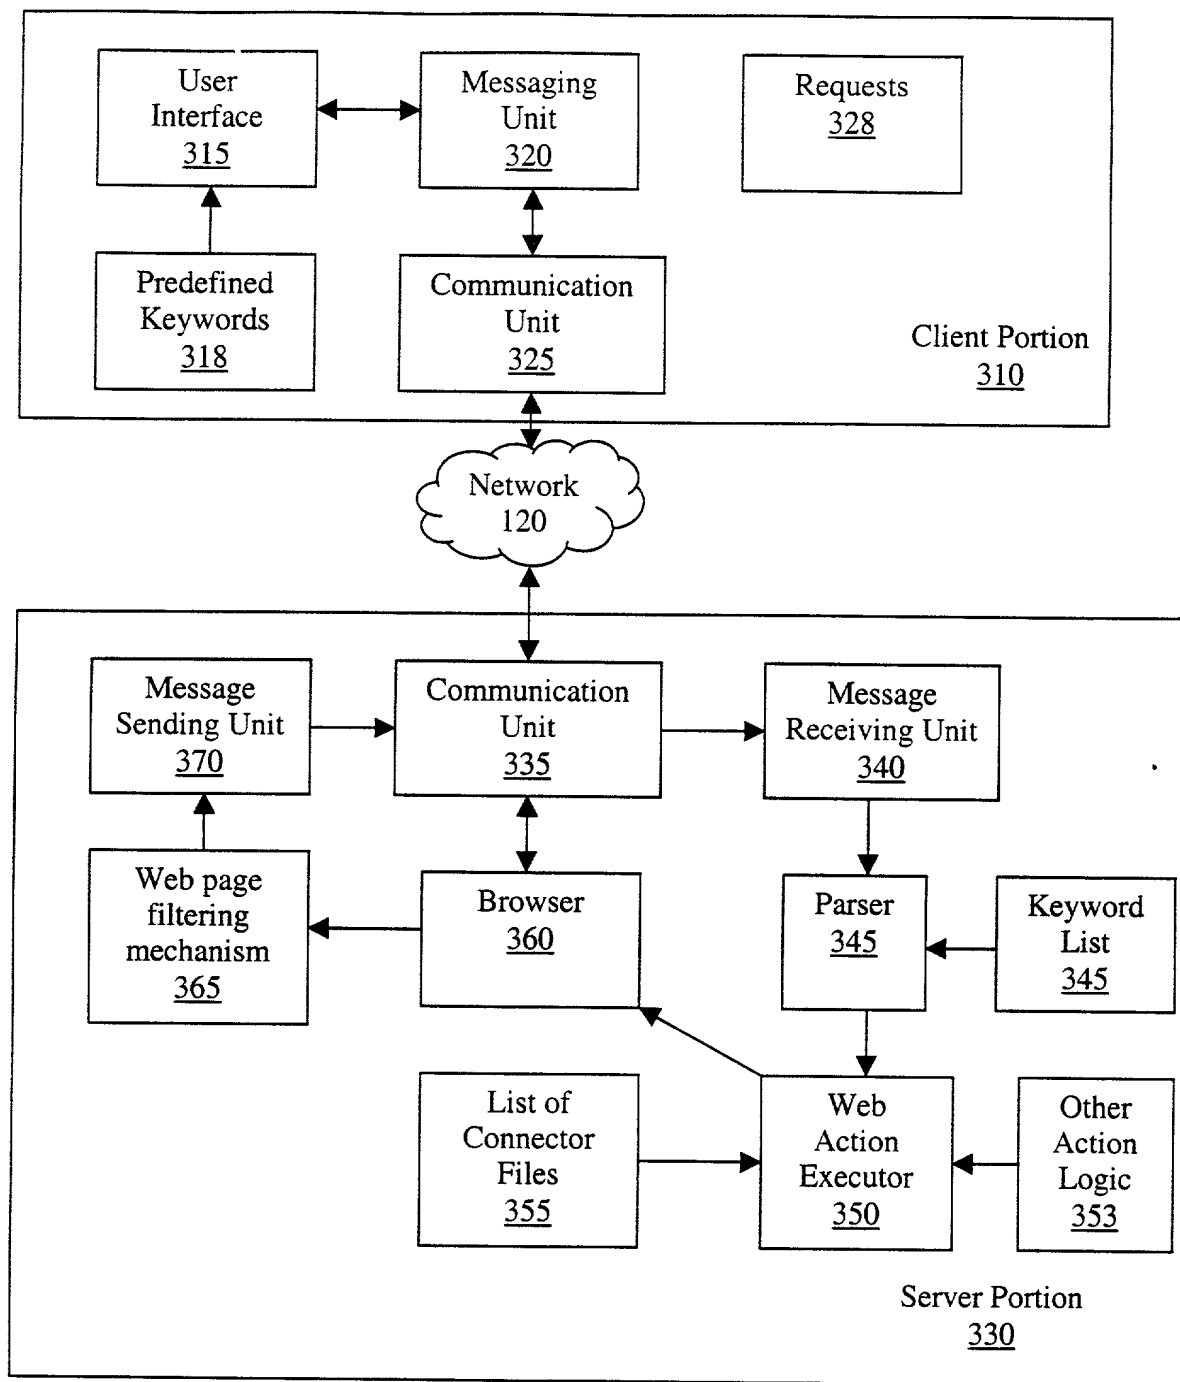 User
Interface
315
Messaging
Unit
320
Requests
328
Predefined
Keywords
318
Communication
Unit
325
Client Portion
310
Network
120
Message
Sending Unit
370
Communication
Unit
335
Message
Receiving Unit
340
Web page
filtering
mechanism
365
Browser
360
Parser
345
Keyword
List
345
List of
Connector
Files
355
Web
Action
Executor
350
Other
Action
Logic
353
Server Portion
330